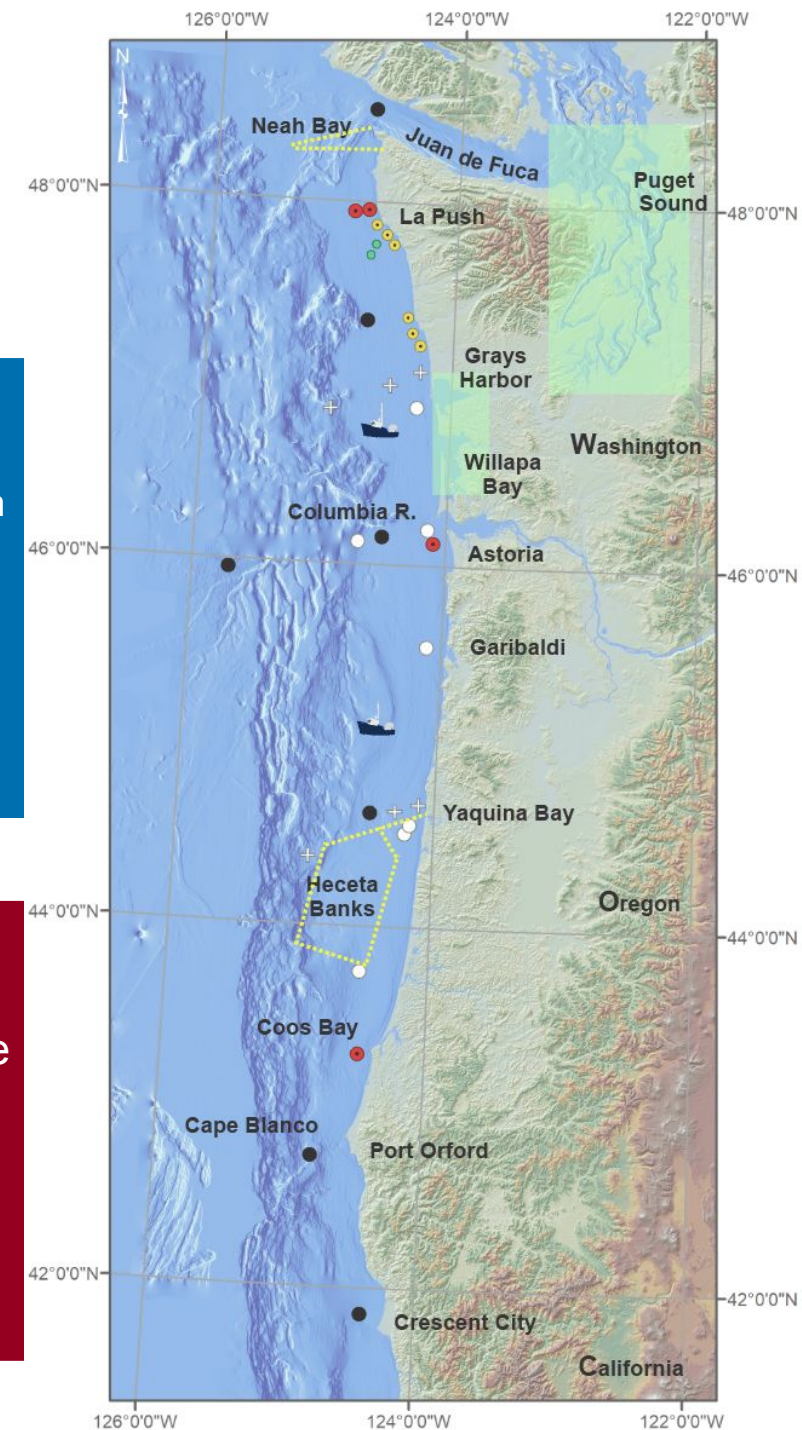 126°0'0"W
124°0'0"W
122°0'0"W
N
Neah Bay
Juan de Fuca
Puget
Sound
48°0'0"N
48°0'0"N
La Push
Grays
Harbor
Washington
Willapa
Bay
Columbia R.
46°0'0"N
Astoria
46°0'0"N
Garibaldi
Yaquina Bay
Heceta
Banks
Oregon
44°0'0"N
44°0'0"N
Coos Bay
Cape Blanco
Port Orford
42°0'0"N
42°0'0"N
Crescent City
California
126°0'0"W
124°0'0"W
122°0'0"W